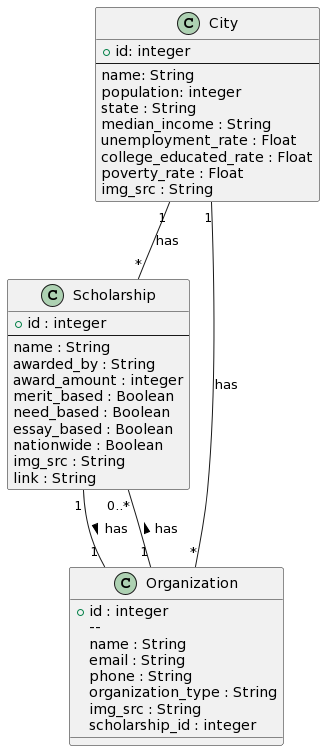 C City
id: integer
name: String
population: integer
state : String
median_income : String
unemployment_rate : Float
college_educated_rate : Float
poverty_rate : Float
img_src : String
1 1
has
*
C Scholarship
id : integer
name : String
awarded_by : String
award_amount : integer
merit_based : Boolean
need_based : Boolean
essay_based : Boolean
nationwide : Boolean
img_src : String
link : String
has
1 0..*
has has
1 1 *
C Organization
id : integer
--
name : String
email : String
phone : String
organization_type : String
img_src : String
scholarship_id : integer